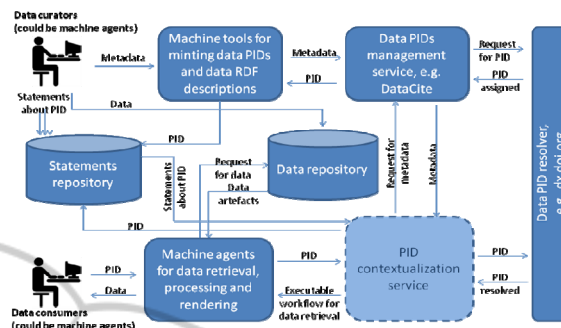 Data curators
(could be machine agents)
Metadata
Machine tools for
minting data PIDs
and data RDF
descriptions
Metadata
PID
Data PIDs
management
service, e.g.
DataCite
Request
for PID
PID
assigned
Data PID resolver,
e.g. dx.doi.org
Statements
about PID
Data
PID
Statements
repository
Statements
about PID
Request
for data
Data
artefacts
Data repository
Request for
metadata
Metadata
PID
Machine agents
for data retrieval,
processing and
rendering
PID
Data
PID
Executable
workflow for
data retrieval
PID
contextualization
service
PID
PID
resolved
Data consumers
(could be machine agents)